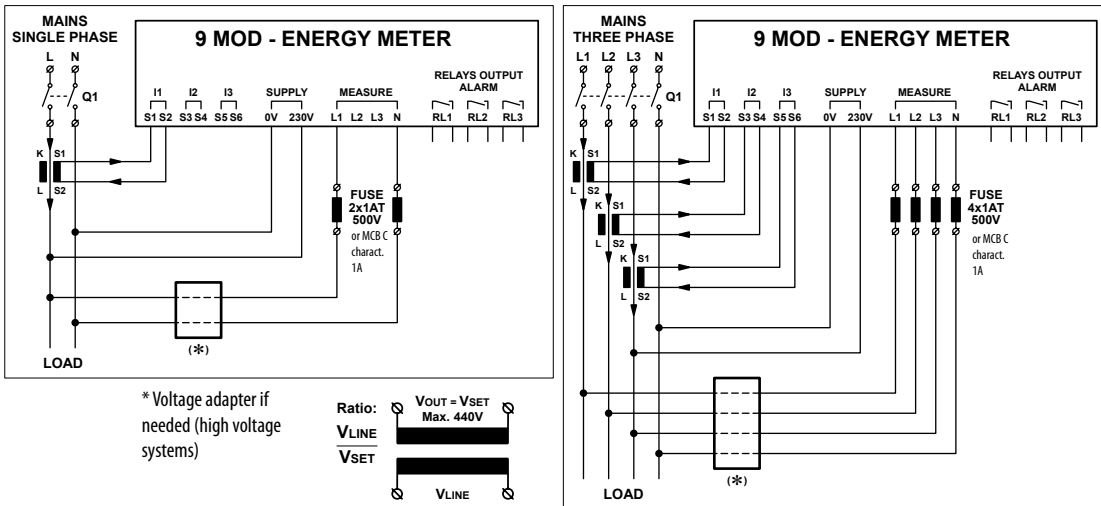 MAINS
SINGLE PHASE
L N
Q1
9 MOD - ENERGY METER
RELAYS OUTPUT
ALARM
I1 I2 I3 SUPPLY MEASURE
S1 S2 S3 S4 S5 S6 0V 230V L1 L2 L3 N RL1 RL2 RL3
K S1
L S2
FUSE
2x1AT
500V
or MCB C
charact.
1A
(*)
LOAD
* Voltage adapter if
needed (high voltage
systems)
Ratio:
VLINE
VSET
VOUT = VSET
Max. 440V
VLINE
MAINS
THREE PHASE
L1 L2 L3 N
Q1
9 MOD - ENERGY METER
RELAYS OUTPUT
ALARM
I1 I2 I3 SUPPLY MEASURE
S1 S2 S3 S4 S5 S6 0V 230V L1 L2 L3 N RL1 RL2 RL3
K S1
L S2
K S1
L S2
K S1
L S2
FUSE
4x1AT
500V
or MCB C
charact.
1A
(*)
LOAD